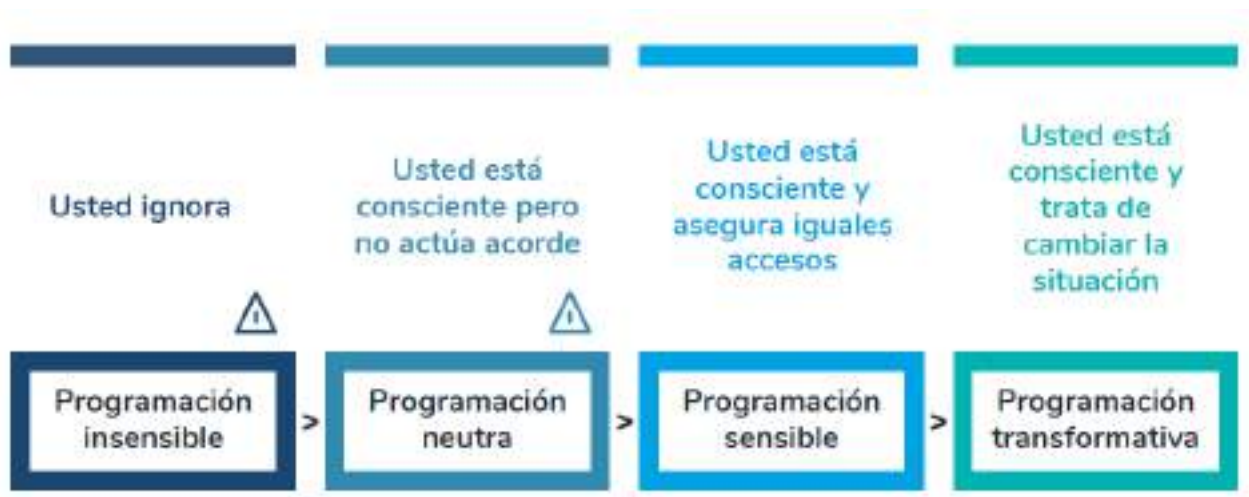 Usted ignora
Usted está
consciente pero
no actúa acorde
Usted está
consciente y
asegura iguales
accesos
Usted está
consciente y
trata de
cambiar la
situación
Programación
insensible
>
Programación
neutra
>
Programación
sensible
>
Programación
transformativa